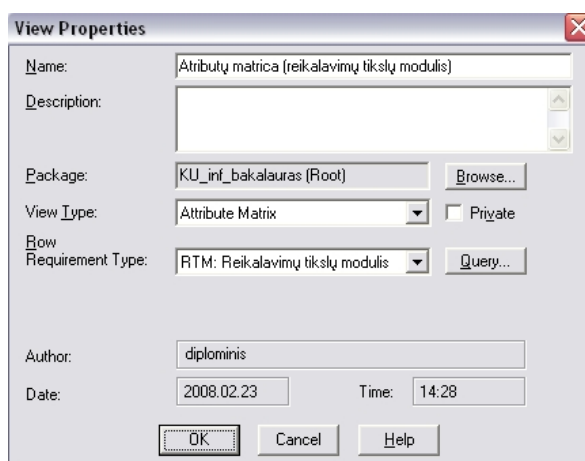 View Properties
Name: Atributų matrica (reikalavimų tikslų modulis)
Description:
Package: KU_inf_bakalauras (Root) Browse...
View Type: Attribute Matrix Private
Row
Requirement Type: RTM: Reikalavimų tikslų modulis Query...
Author: diplominis
Date: 2008.02.23 Time: 14:28
OK Cancel Help